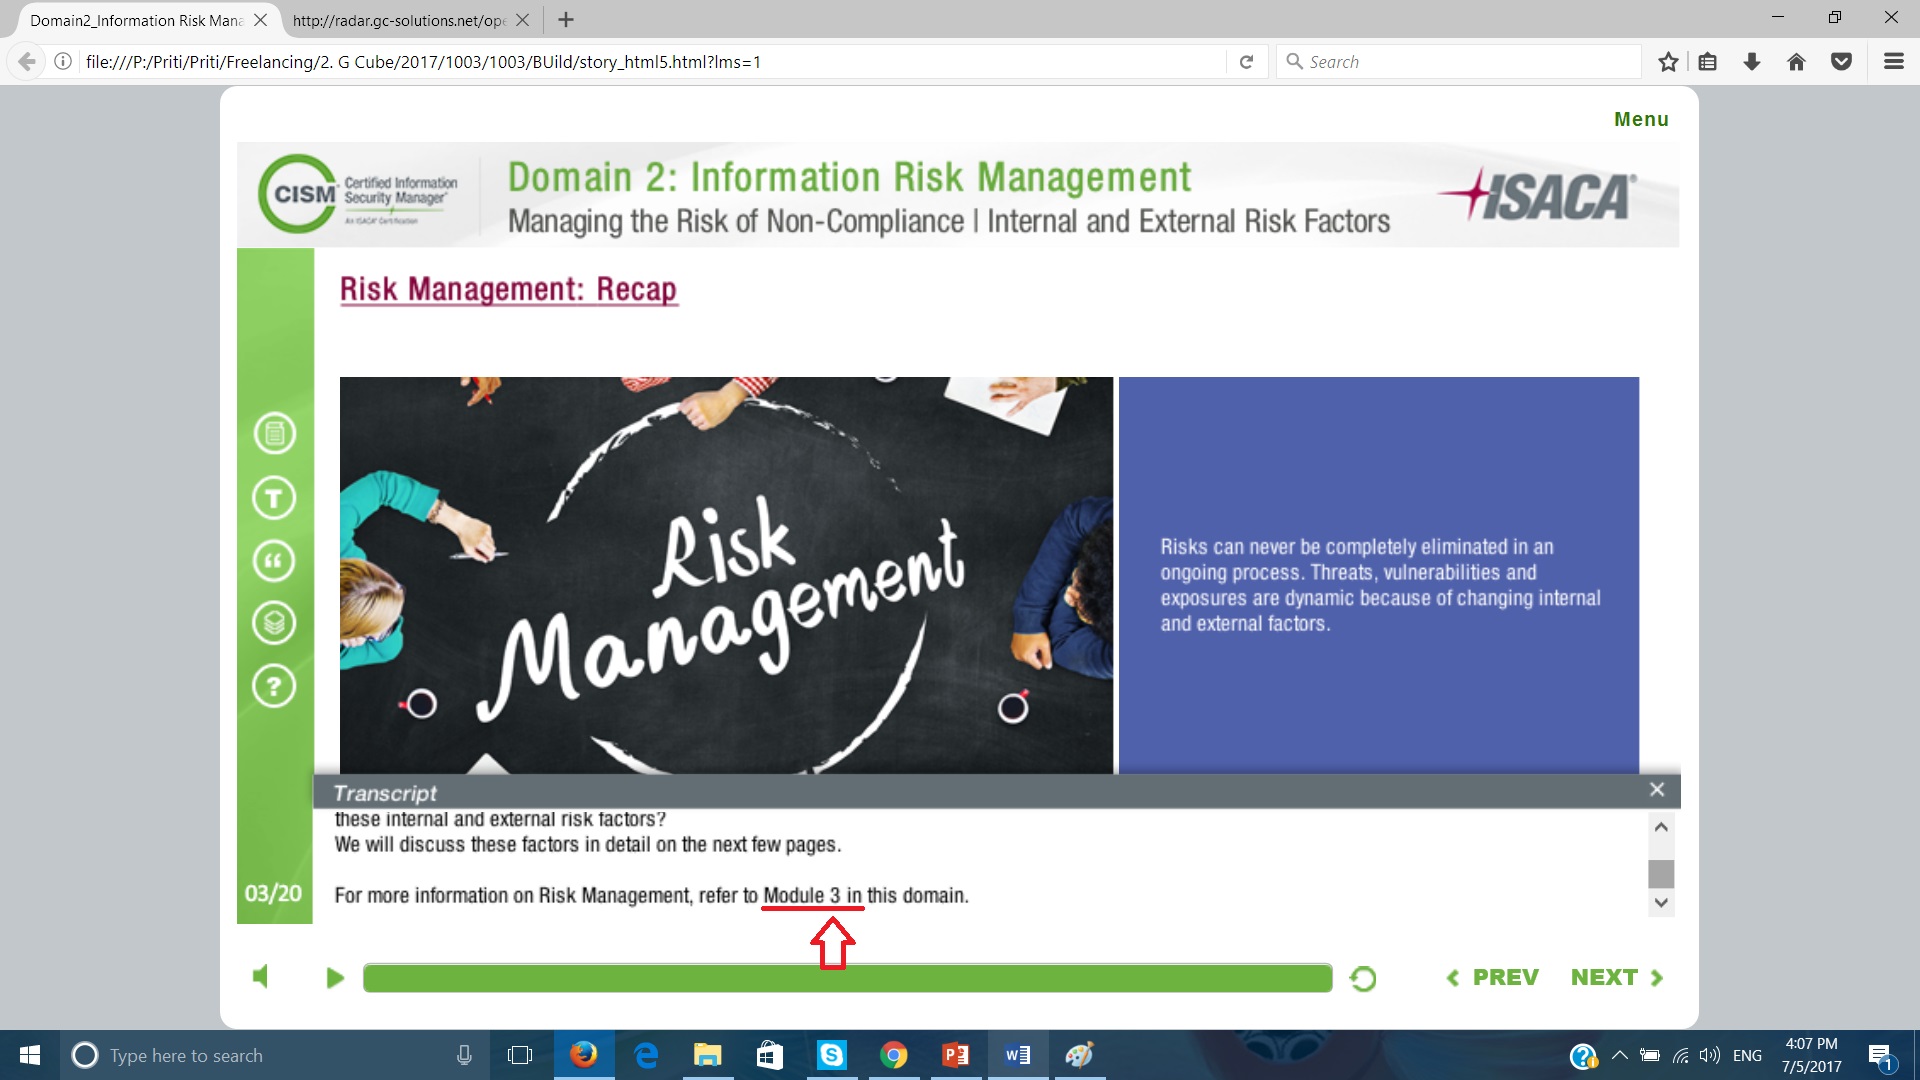 Domain2_Information Risk Mana
http://radar.gc-solutions.net/ope
file:///P:/Priti/Priti/Freelancing/2. G Cube/2017/1003/1003/BUild/story_html5.html?lms=1
Search
Menu
CISM Certified Information Security Manager®
An ISACA® Certification
Domain 2: Information Risk Management
Managing the Risk of Non-Compliance | Internal and External Risk Factors
ISACA®
Risk Management: Recap
Risk
Management
Risks can never be completely eliminated in an
ongoing process. Threats, vulnerabilities and
exposures are dynamic because of changing internal
and external factors.
T
?
Transcript
these internal and external risk factors?
We will discuss these factors in detail on the next few pages.
For more information on Risk Management, refer to Module 3 in this domain.
03/20
PREV
NEXT
Type here to search
ENG
4:07 PM
7/5/2017
1